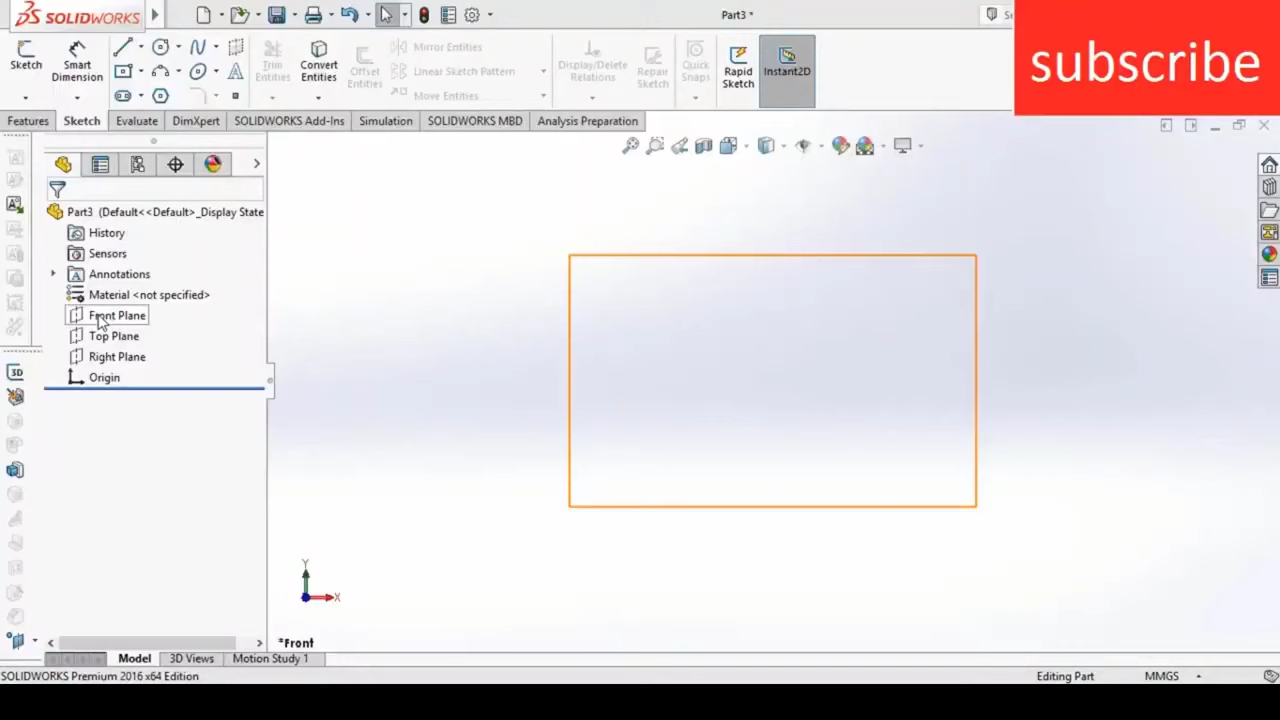 SOLIDWORKS
Part3 *
subscribe
Sketch
Smart Dimension
Trim Entities
Convert Entities
Offset Entities
Mirror Entities
Linear Sketch Pattern
Move Entities
Display/Delete Relations
Repair Sketch
Quick Snaps
Rapid Sketch
Instant2D
Features
Sketch
Evaluate
DimXpert
SOLIDWORKS Add-Ins
Simulation
SOLIDWORKS MBD
Analysis Preparation
Part3 (Default<<Default>_Display State
History
Sensors
Annotations
Material <not specified>
Front Plane
Top Plane
Right Plane
Origin
Y
X
*Front
Model
3D Views
Motion Study 1
SOLIDWORKS Premium 2016 x64 Edition
Editing Part
MMGS